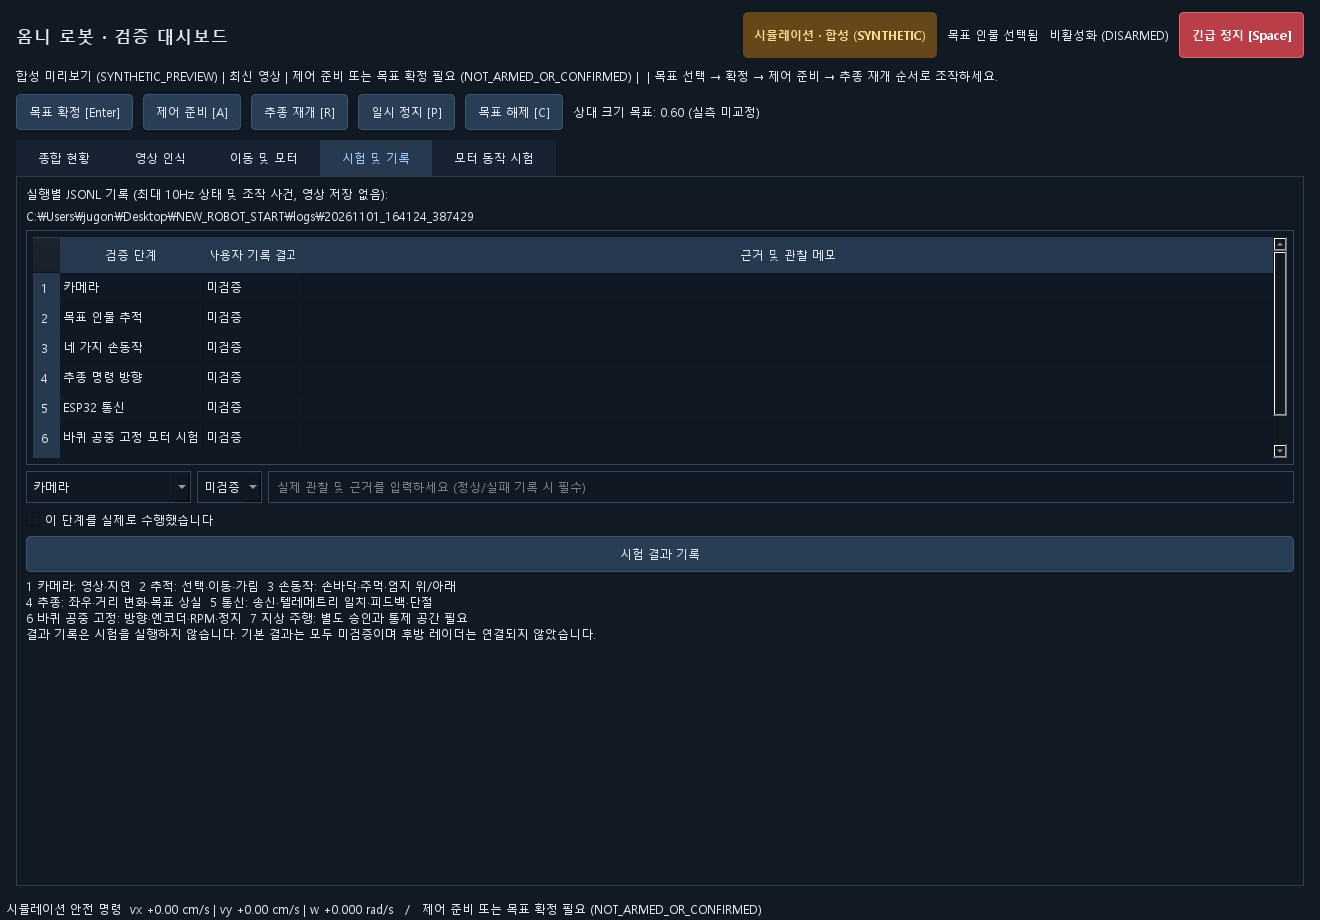 옴니 로봇 · 검증 대시보드
시뮬레이션 · 합성 (SYNTHETIC) 목표 인물 선택됨 비활성화 (DISARMED) 긴급 정지 [Space]
합성 미리보기 (SYNTHETIC_PREVIEW) | 최신 영상 | 제어 준비 또는 목표 확정 필요 (NOT_ARMED_OR_CONFIRMED) | | 목표 선택 → 확정 → 제어 준비 → 추종 재개 순서로 조작하세요.
목표 확정 [Enter] 제어 준비 [A] 추종 재개 [R] 일시 정지 [P] 목표 해제 [C] 상대 크기 목표: 0.60 (실측 미교정)
종합 현황 영상 인식 이동 및 모터 시험 및 기록 모터 동작 시험
실행별 JSONL 기록 (최대 10Hz 상태 및 조작 사건, 영상 저장 없음):
C:₩Users₩jugon₩Desktop₩NEW_ROBOT_START₩logs₩20261101_164124_387429
검증 단계 사용자 기록 결과 근거 및 관찰 메모
1 카메라 미검증
2 목표 인물 추적 미검증
3 네 가지 손동작 미검증
4 추종 명령 방향 미검증
5 ESP32 통신 미검증
6 바퀴 공중 고정 모터 시험 미검증
카메라 미검증 실제 관찰 및 근거를 입력하세요 (정상/실패 기록 시 필수)
이 단계를 실제로 수행했습니다
시험 결과 기록
1 카메라: 영상·지연 2 추적: 선택·이동·가림 3 손동작: 손바닥·주먹·엄지 위/아래
4 추종: 좌우·거리 변화·목표 상실 5 통신: 송신·텔레메트리 일치·피드백·단절
6 바퀴 공중 고정: 방향·엔코더·RPM·정지 7 지상 주행: 별도 승인과 통제 공간 필요
결과 기록은 시험을 실행하지 않습니다. 기본 결과는 모두 미검증이며 후방 레이더는 연결되지 않았습니다.
시뮬레이션 안전 명령 vx +0.00 cm/s | vy +0.00 cm/s | w +0.000 rad/s / 제어 준비 또는 목표 확정 필요 (NOT_ARMED_OR_CONFIRMED)